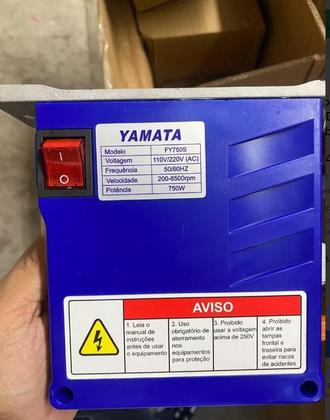 YAMATA
Modelo FY750S
Voltagem 110V/220V (AC)
Frequência 50/60HZ
Velocidade 200-6500rpm
Potência 750W
I
O
AVISO
1. Leia o
manual de
instruções
antes de usar
o equipamento
2. Uso
obrigatório de
aterramento
nos
equipamentos
para proteção
3. Proibido
usar a voltagem
acima de 250V
4. Proibido
abrir as
tampas
frontal e
traseira para
evitar riscos
de acidentes